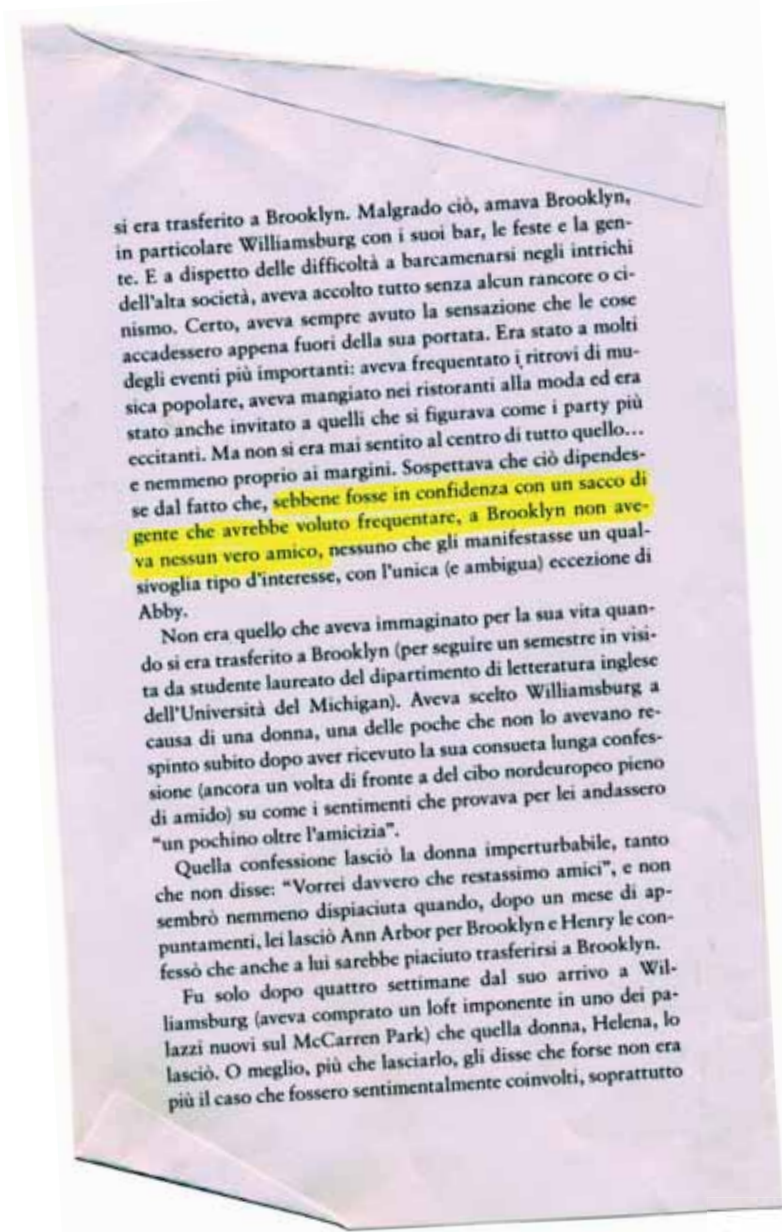 si era trasferito a Brooklyn. Malgrado ciò, amava Brooklyn,
in particolare Williamsburg con i suoi bar, le feste e la gen-
te. E a dispetto delle difficoltà a barcamenarsi negli intrichi
dell'alta società, aveva accolto tutto senza alcun rancore o ci-
nismo. Certo, aveva sempre avuto la sensazione che le cose
accadessero appena fuori della sua portata. Era stato a molti
degli eventi più importanti: aveva frequentato i ritrovi di mu-
sica popolare, aveva mangiato nei ristoranti alla moda ed era
stato anche invitato a quelli che si figurava come i party più
eccitanti. Ma non si era mai sentito al centro di tutto quello...
e nemmeno proprio ai margini. Sospettava che ciò dipendes-
se dal fatto che, sebbene fosse in confidenza con un sacco di
gente che avrebbe voluto frequentare, a Brooklyn non ave-
va nessun vero amico, nessuno che gli manifestasse un qual-
sivoglia tipo d'interesse, con l'unica (e ambigua) eccezione di
Abby.
Non era quello che aveva immaginato per la sua vita quan-
do si era trasferito a Brooklyn (per seguire un semestre in visi-
ta da studente laureato del dipartimento di letteratura inglese
dell'Università del Michigan). Aveva scelto Williamsburg a
causa di una donna, una delle poche che non lo avevano re-
spinto subito dopo aver ricevuto la sua consueta lunga confes-
sione (ancora un volta di fronte a del cibo nordeuropeo pieno
di amido) su come i sentimenti che provava per lei andassero
"un pochino oltre l'amicizia".
Quella confessione lasciò la donna imperturbabile, tanto
che non disse: "Vorrei davvero che restassimo amici", e non
sembrò nemmeno dispiaciuta quando, dopo un mese di ap-
puntamenti, lei lasciò Ann Arbor per Brooklyn e Henry le con-
fessò che anche a lui sarebbe piaciuto trasferirsi a Brooklyn.
Fu solo dopo quattro settimane dal suo arrivo a Wil-
liamsburg (aveva comprato un loft imponente in uno dei pa-
lazzi nuovi sul McCarren Park) che quella donna, Helena, lo
lasciò. O meglio, più che lasciarlo, gli disse che forse non era
più il caso che fossero sentimentalmente coinvolti, soprattutto